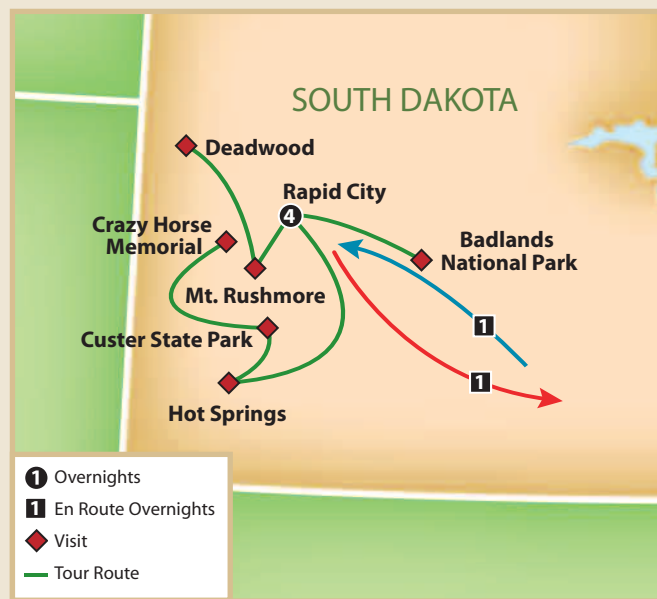 SOUTH DAKOTA
Deadwood
Rapid City
4
Crazy Horse
Memorial
Badlands
National Park
Mt. Rushmore
1
Custer State Park
1
Hot Springs
1 Overnights
1 En Route Overnights
Visit
Tour Route